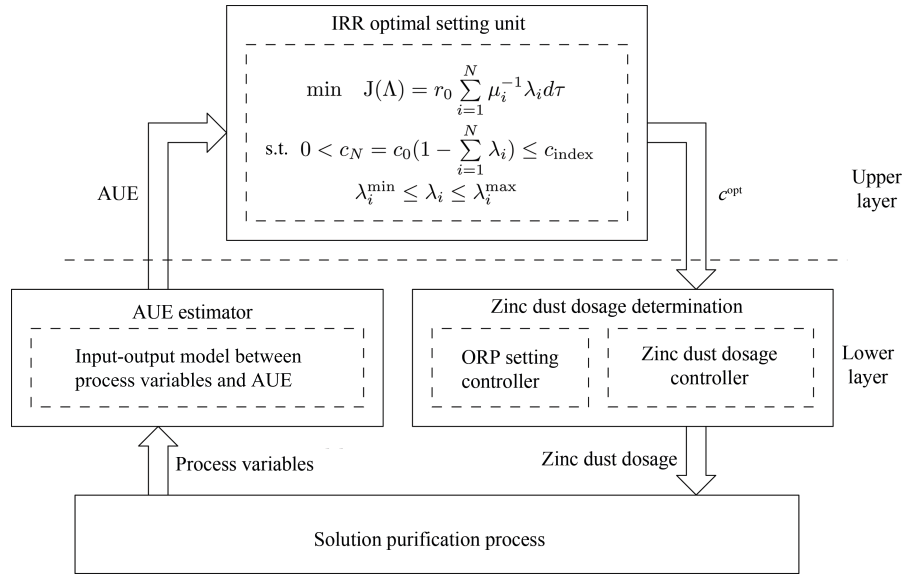 IRR optimal setting unit
min J(Λ) = r₀ ∑_{i=1}^{N} μ_i^{-1} λ_i dτ
s.t. 0 < c_N = c₀(1 − ∑_{i=1}^{N} λ_i) ≤ c_index
λ_i^min ≤ λ_i ≤ λ_i^max
AUE
c^opt
Upper
layer
AUE estimator
Input-output model between
process variables and AUE
Zinc dust dosage determination
ORP setting
controller
Zinc dust dosage
controller
Lower
layer
Process variables
Zinc dust dosage
Solution purification process